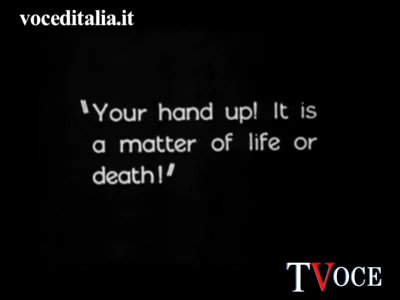 voceditalia.it
"Your hand up! It is
a matter of life or
death!"
TVOCE